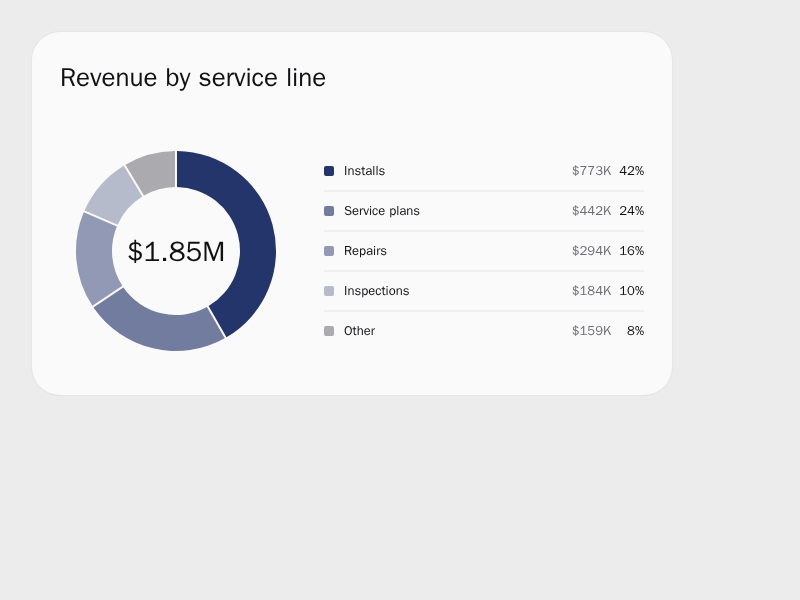 Revenue by service line
$1.85M
Installs $773K 42%
Service plans $442K 24%
Repairs $294K 16%
Inspections $184K 10%
Other $159K 8%